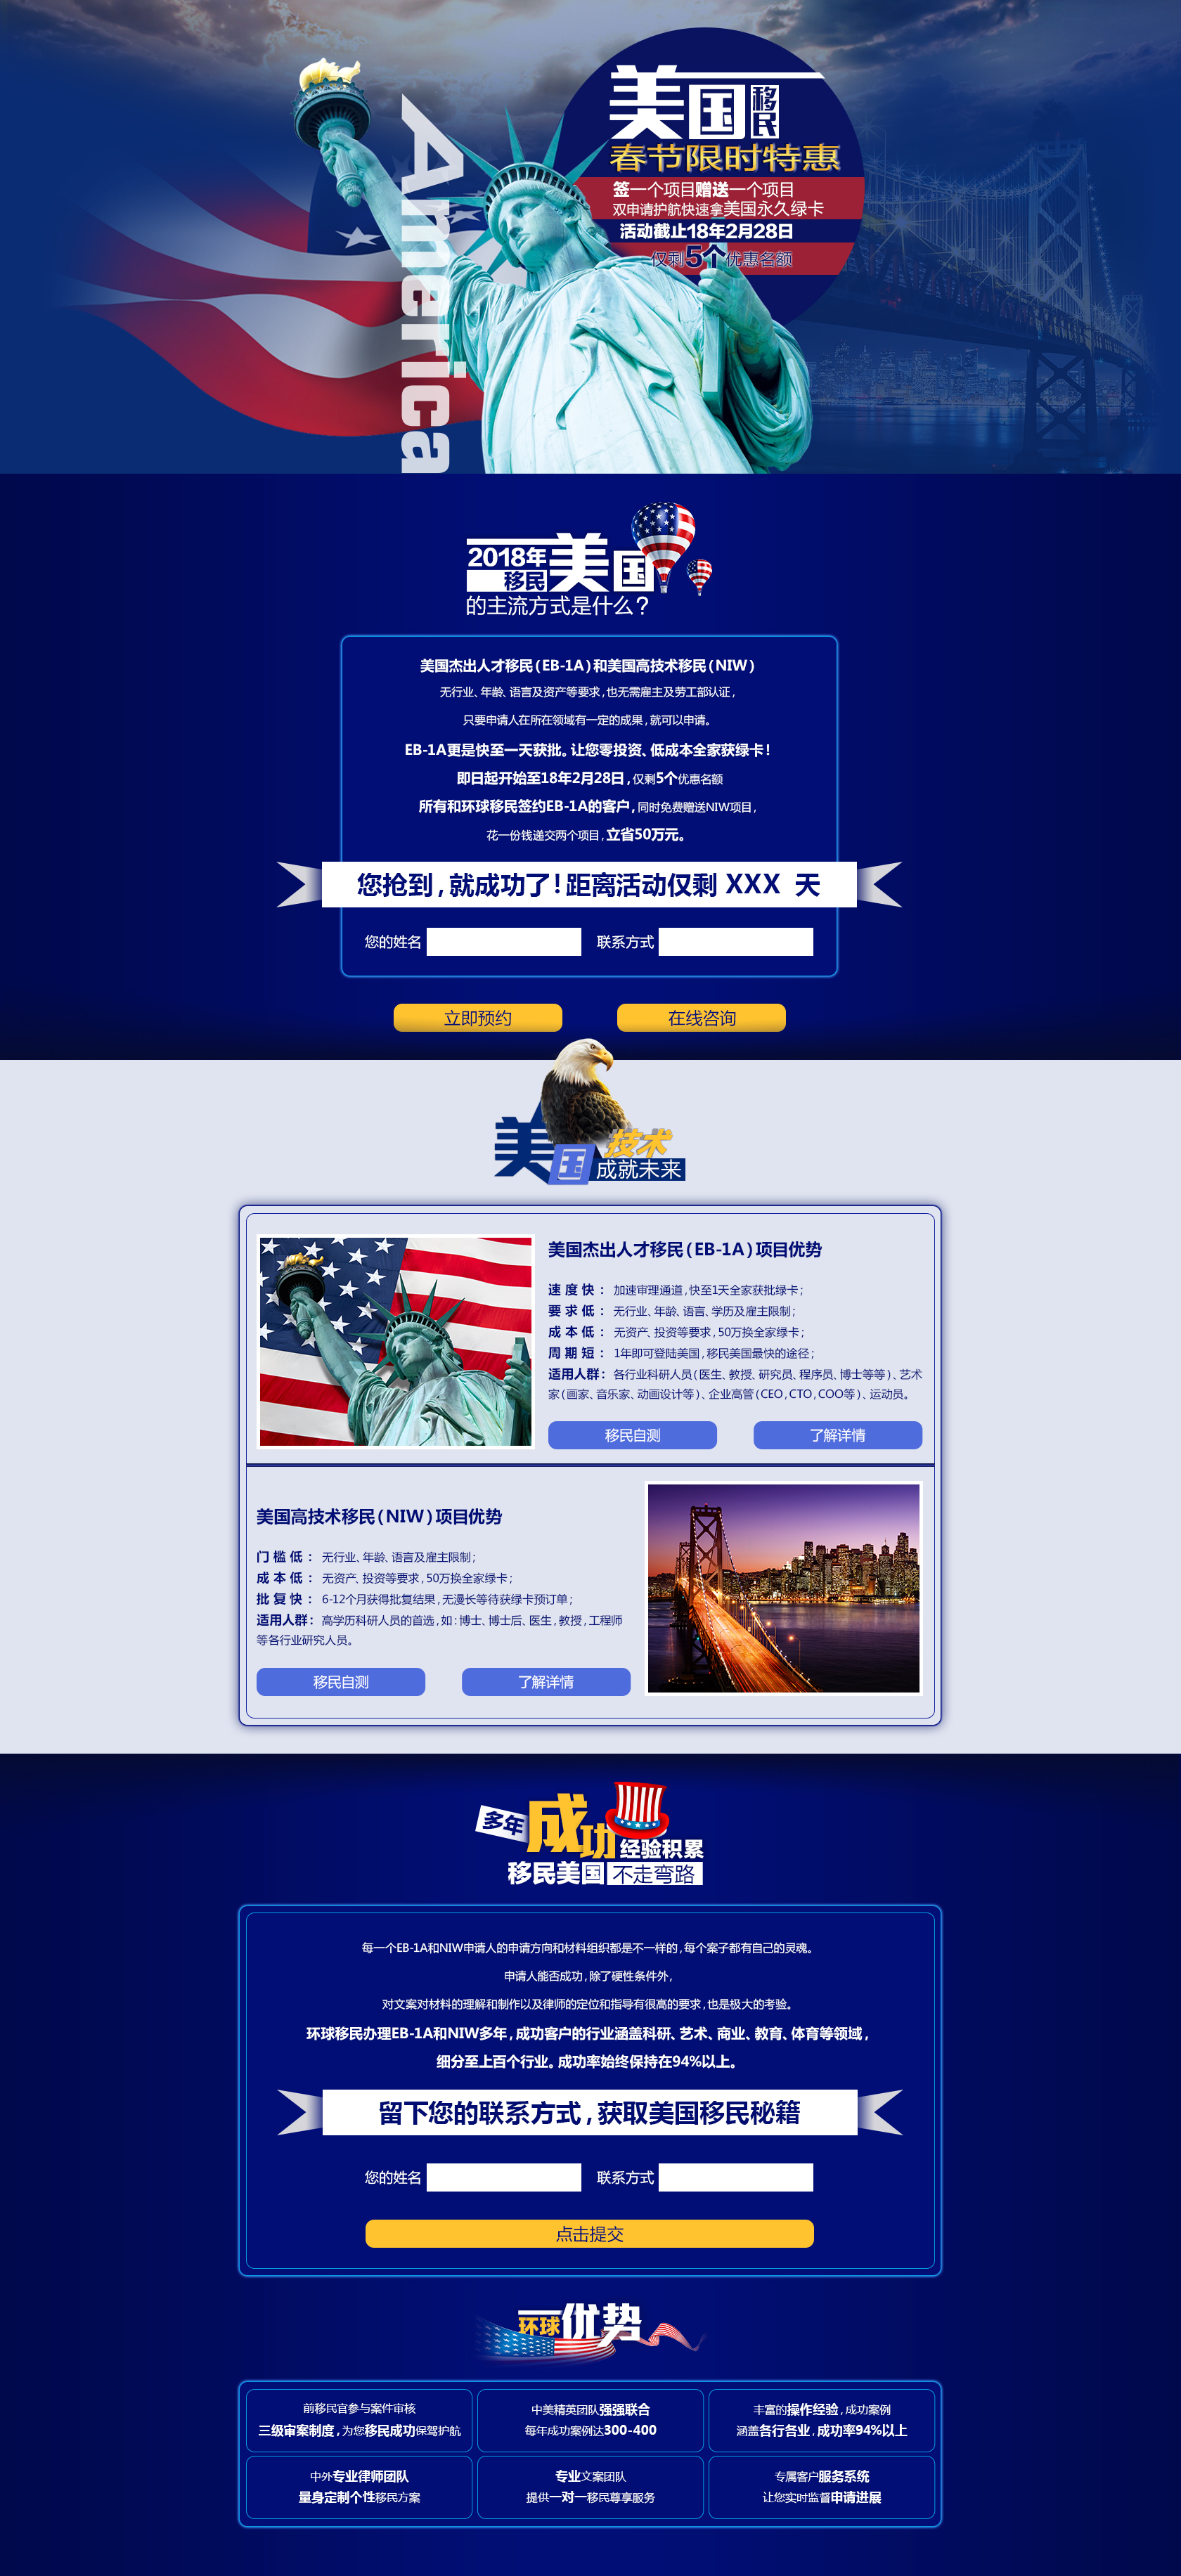 America
美国移民
春节限时特惠
签一个项目赠送一个项目
双申请护航快速拿美国永久绿卡
活动截止18年2月28日
仅剩5个优惠名额
2018年
移民
美国
的主流方式是什么？
美国杰出人才移民（EB-1A）和美国高技术移民（NIW）
无行业、年龄、语言及资产等要求，也无需雇主及劳工部认证，
只要申请人在所在领域有一定的成果，就可以申请。
EB-1A更是快至一天获批。让您零投资、低成本全家获绿卡！
即日起开始至18年2月28日，仅剩5个优惠名额
所有和环球移民签约EB-1A的客户，同时免费赠送NIW项目，
花一份钱递交两个项目，立省50万元。
您抢到，就成功了！距离活动仅剩 XXX 天
您的姓名 联系方式
立即预约 在线咨询
美国技术
成就未来
美国杰出人才移民（EB-1A）项目优势
速 度 快 ： 加速审理通道，快至1天全家获批绿卡；
要 求 低 ： 无行业、年龄、语言、学历及雇主限制；
成 本 低 ： 无资产、投资等要求，50万换全家绿卡；
周 期 短 ： 1年即可登陆美国，移民美国最快的途径；
适用人群： 各行业科研人员（医生、教授、研究员、程序员、博士等等）、艺术
家（画家、音乐家、动画设计等）、企业高管（CEO，CTO，COO等）、运动员。
移民自测 了解详情
美国高技术移民（NIW）项目优势
门 槛 低 ： 无行业、年龄、语言及雇主限制；
成 本 低 ： 无资产、投资等要求，50万换全家绿卡；
批 复 快 ： 6-12个月获得批复结果，无漫长等待获绿卡预订单；
适用人群： 高学历科研人员的首选，如：博士、博士后、医生，教授，工程师
等各行业研究人员。
移民自测 了解详情
多年成功经验积累
移民美国 不走弯路
每一个EB-1A和NIW申请人的申请方向和材料组织都是不一样的，每个案子都有自己的灵魂。
申请人能否成功，除了硬性条件外，
对文案对材料的理解和制作以及律师的定位和指导有很高的要求，也是极大的考验。
环球移民办理EB-1A和NIW多年，成功客户的行业涵盖科研、艺术、商业、教育、体育等领域，
细分至上百个行业。成功率始终保持在94%以上。
留下您的联系方式，获取美国移民秘籍
您的姓名 联系方式
点击提交
环球优势
前移民官参与案件审核
三级审案制度，为您移民成功保驾护航
中美精英团队强强联合
每年成功案例达300-400
丰富的操作经验，成功案例
涵盖各行各业，成功率94%以上
中外专业律师团队
量身定制个性移民方案
专业文案团队
提供一对一移民尊享服务
专属客户服务系统
让您实时监督申请进展